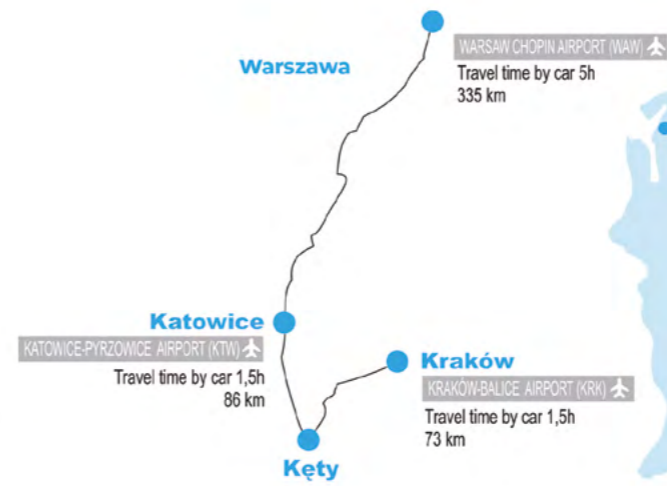 WARSAW CHOPIN AIRPORT (WAW)
Warszawa
Travel time by car 5h
335 km
Katowice
KATOWICE-PYRZOWICE AIRPORT (KTW)
Travel time by car 1,5h
86 km
Kraków
KRAKÓW-BALICE AIRPORT (KRK)
Travel time by car 1,5h
73 km
Kęty